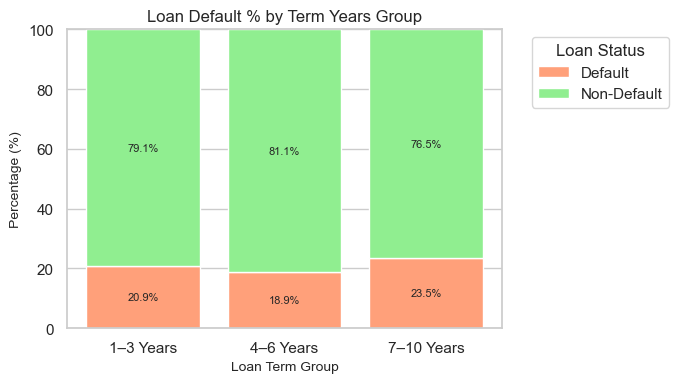 Loan Default % by Term Years Group
100
80
60
40
20
0
Percentage (%)
79.1%
81.1%
76.5%
20.9%
18.9%
23.5%
1–3 Years
4–6 Years
7–10 Years
Loan Term Group
Loan Status
Default
Non-Default